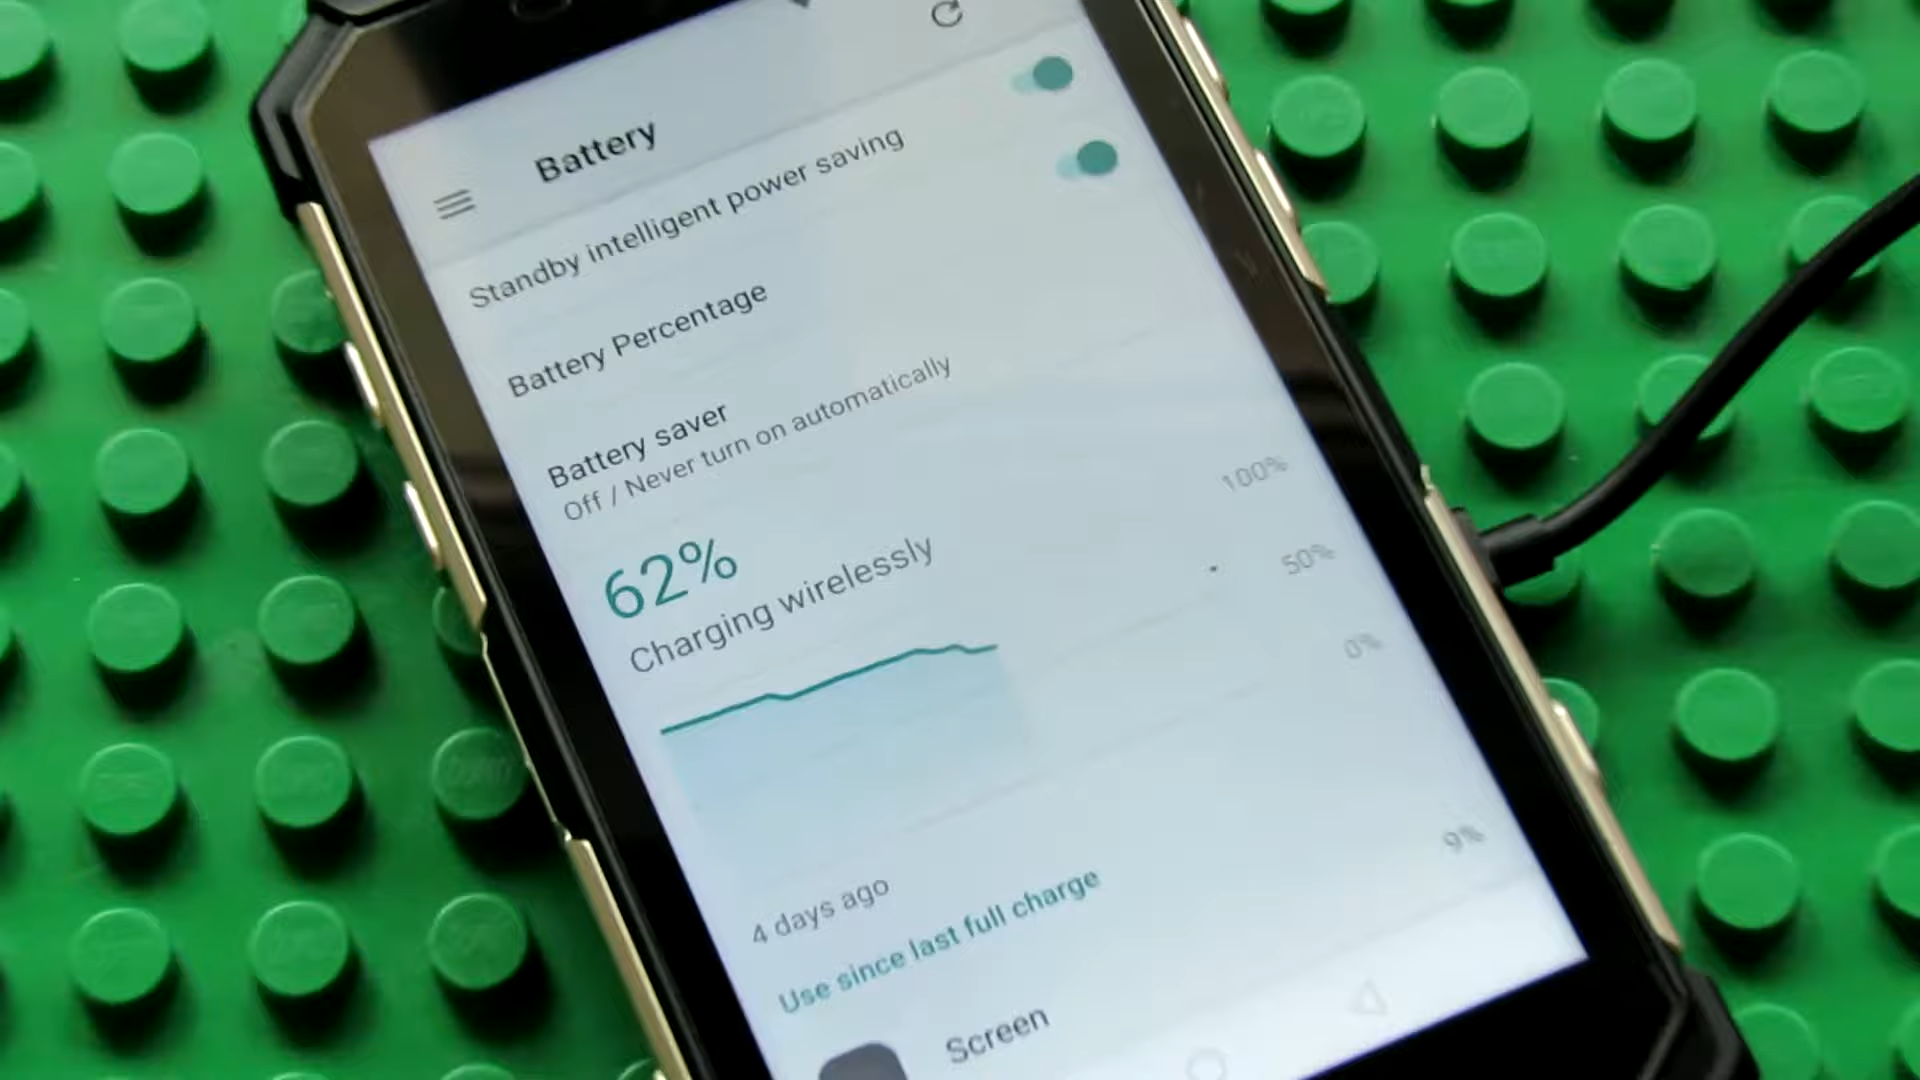 Battery
Standby intelligent power saving
Battery Percentage
Battery saver
Off / Never turn on automatically
62%
Charging wirelessly
100%
50%
0%
4 days ago
Use since last full charge
Screen
9%